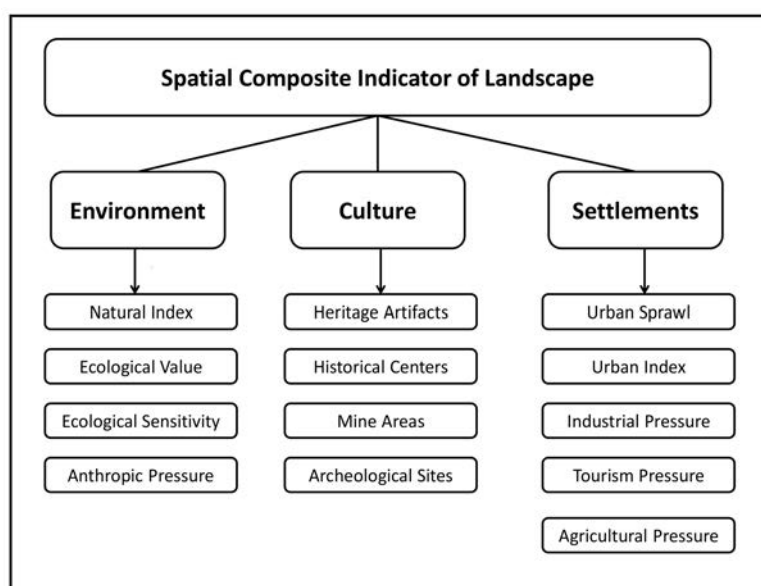 Spatial Composite Indicator of Landscape
Environment
Culture
Settlements
Natural Index
Heritage Artifacts
Urban Sprawl
Ecological Value
Historical Centers
Urban Index
Ecological Sensitivity
Mine Areas
Industrial Pressure
Anthropic Pressure
Archeological Sites
Tourism Pressure
Agricultural Pressure